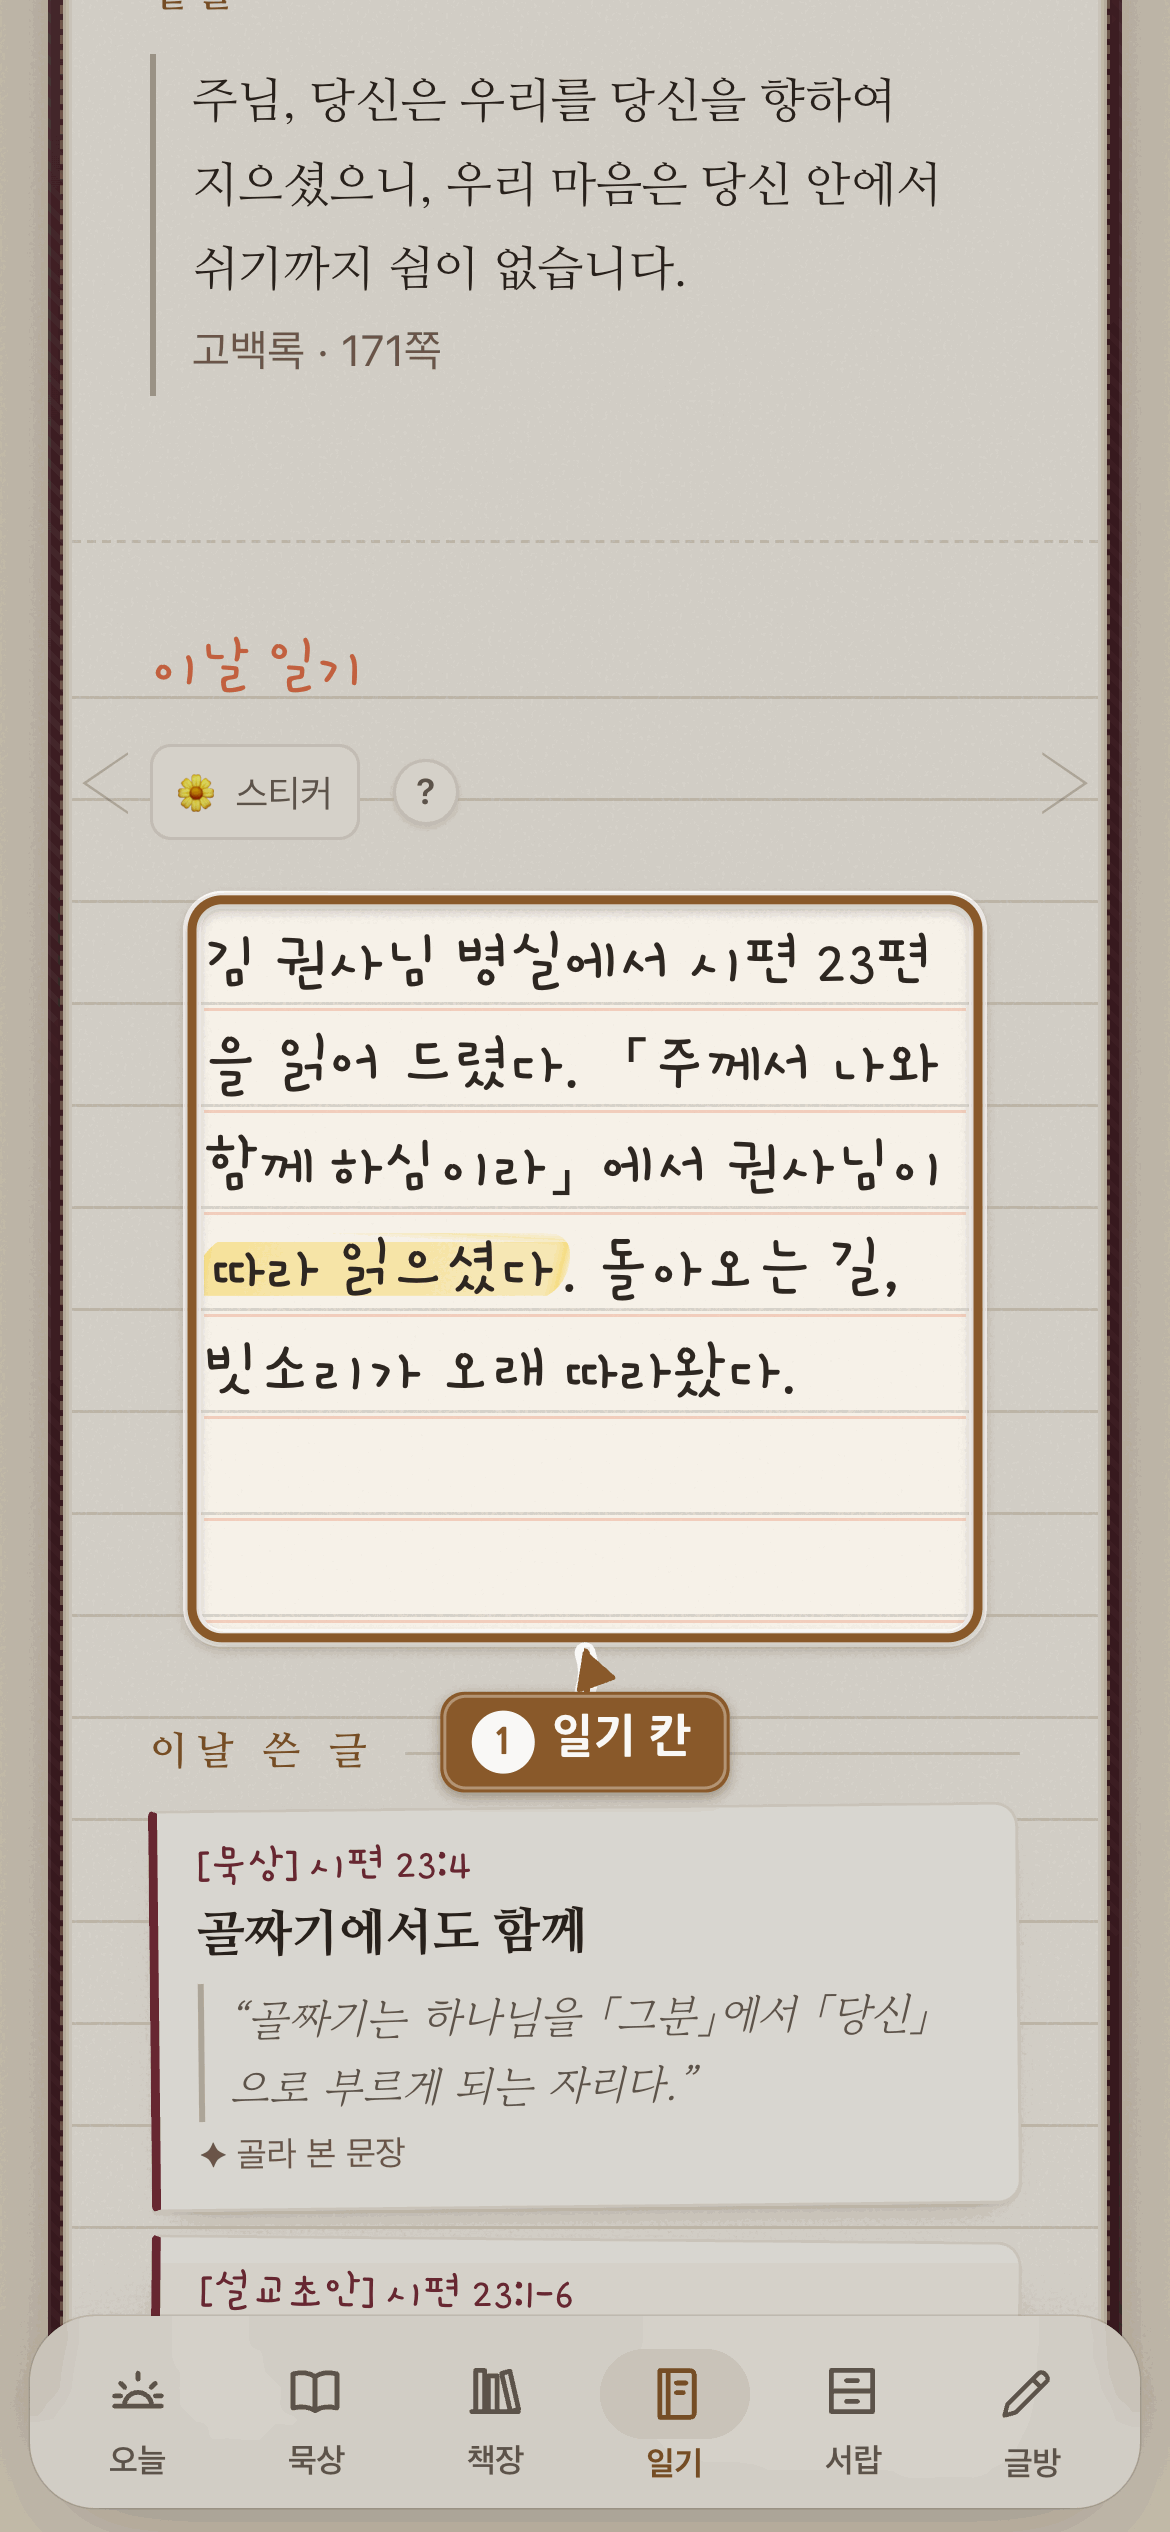 주님, 당신은 우리를 당신을 향하여
지으셨으니, 우리 마음은 당신 안에서
쉬기까지 쉼이 없습니다.
고백록 · 171쪽
이날 일기
스티커
?
김 권사님 병실에서 시편 23편
을 읽어 드렸다. 「주께서 나와
함께 하심이라」에서 권사님이
따라 읽으셨다. 돌아오는 길,
빗소리가 오래 따라왔다.
1 일기 칸
이날 쓴 글
[묵상] 시편 23:4
골짜기에서도 함께
“골짜기는 하나님을 「그분」에서 「당신」
으로 부르게 되는 자리다.”
✦ 골라 본 문장
[설교초안] 시편 23:1-6
오늘
묵상
책장
일기
서랍
글방